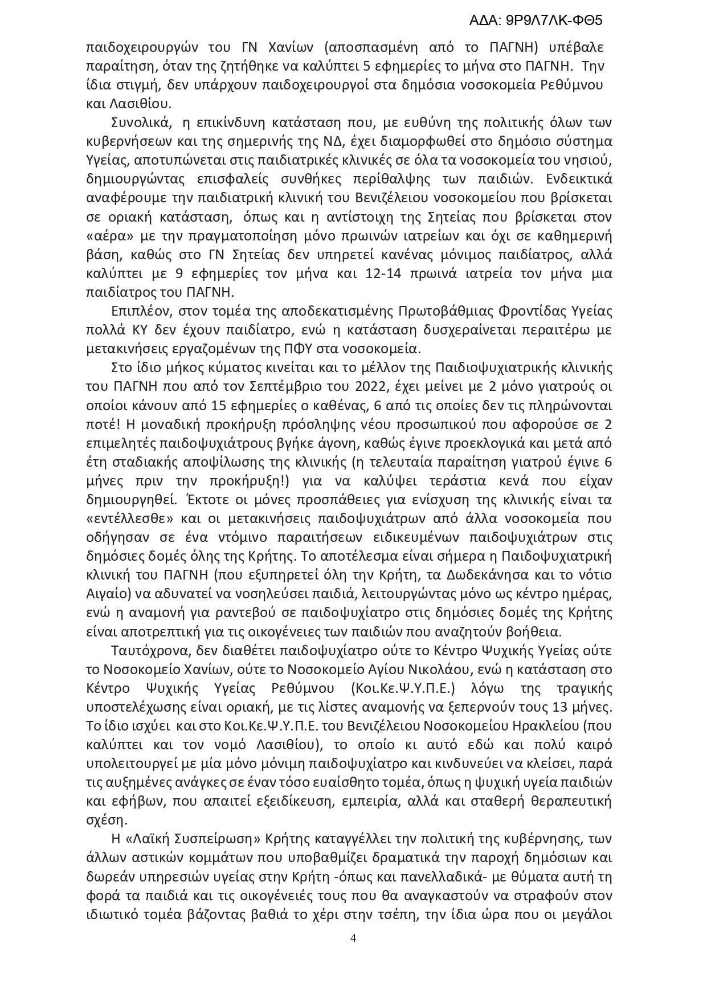 ΑΔΑ: 9Ρ9Λ7ΛΚ-ΦΘ5
παιδοχειρουργών του ΓΝ Χανίων (αποσπασμένη από το ΠΑΓΝΗ) υπέβαλε
παραίτηση, όταν της ζητήθηκε να καλύπτει 5 εφημερίες το μήνα στο ΠΑΓΝΗ.  Την
ίδια στιγμή, δεν υπάρχουν παιδοχειρουργοί στα δημόσια νοσοκομεία Ρεθύμνου
και Λασιθίου.
Συνολικά,  η επικίνδυνη κατάσταση που, με ευθύνη της πολιτικής όλων των
κυβερνήσεων και της σημερινής της ΝΔ, έχει διαμορφωθεί στο δημόσιο σύστημα
Υγείας, αποτυπώνεται στις παιδιατρικές κλινικές σε όλα τα νοσοκομεία του νησιού,
δημιουργώντας επισφαλείς συνθήκες περίθαλψης των παιδιών. Ενδεικτικά
αναφέρουμε την παιδιατρική κλινική του Βενιζέλειου νοσοκομείου που βρίσκεται
σε οριακή κατάσταση,  όπως και η αντίστοιχη της Σητείας που βρίσκεται στον
«αέρα» με την πραγματοποίηση μόνο πρωινών ιατρείων και όχι σε καθημερινή
βάση, καθώς στο ΓΝ Σητείας δεν υπηρετεί κανένας μόνιμος παιδίατρος, αλλά
καλύπτει με 9 εφημερίες τον μήνα και 12-14 πρωινά ιατρεία τον μήνα μια
παιδίατρος του ΠΑΓΝΗ.
Επιπλέον, στον τομέα της αποδεκατισμένης Πρωτοβάθμιας Φροντίδας Υγείας
πολλά ΚΥ δεν έχουν παιδίατρο, ενώ η κατάσταση δυσχεραίνεται περαιτέρω με
μετακινήσεις εργαζομένων της ΠΦΥ στα νοσοκομεία.
Στο ίδιο μήκος κύματος κινείται και το μέλλον της Παιδιοψυχιατρικής κλινικής
του ΠΑΓΝΗ που από τον Σεπτέμβριο του 2022, έχει μείνει με 2 μόνο γιατρούς οι
οποίοι κάνουν από 15 εφημερίες ο καθένας, 6 από τις οποίες δεν τις πληρώνονται
ποτέ! Η μοναδική προκήρυξη πρόσληψης νέου προσωπικού που αφορούσε σε 2
επιμελητές παιδοψυχιάτρους βγήκε άγονη, καθώς έγινε προεκλογικά και μετά από
έτη σταδιακής αποψίλωσης της κλινικής (η τελευταία παραίτηση γιατρού έγινε 6
μήνες πριν την προκήρυξη!) για να καλύψει τεράστια κενά που είχαν
δημιουργηθεί.  Έκτοτε οι μόνες προσπάθειες για ενίσχυση της κλινικής είναι τα
«εντέλλεσθε» και οι μετακινήσεις παιδοψυχιάτρων από άλλα νοσοκομεία που
οδήγησαν σε ένα ντόμινο παραιτήσεων ειδικευμένων παιδοψυχιάτρων στις
δημόσιες δομές όλης της Κρήτης. Το αποτέλεσμα είναι σήμερα η Παιδοψυχιατρική
κλινική του ΠΑΓΝΗ (που εξυπηρετεί όλη την Κρήτη, τα Δωδεκάνησα και το νότιο
Αιγαίο) να αδυνατεί να νοσηλεύσει παιδιά, λειτουργώντας μόνο ως κέντρο ημέρας,
ενώ η αναμονή για ραντεβού σε παιδοψυχίατρο στις δημόσιες δομές της Κρήτης
είναι αποτρεπτική για τις οικογένειες των παιδιών που αναζητούν βοήθεια.
Ταυτόχρονα, δεν διαθέτει παιδοψυχίατρο ούτε το Κέντρο Ψυχικής Υγείας ούτε
το Νοσοκομείο Χανίων, ούτε το Νοσοκομείο Αγίου Νικολάου, ενώ η κατάσταση στο
Κέντρο Ψυχικής Υγείας Ρεθύμνου (Κοι.Κε.Ψ.Υ.Π.Ε.) λόγω της τραγικής
υποστελέχωσης είναι οριακή, με τις λίστες αναμονής να ξεπερνούν τους 13 μήνες.
Το ίδιο ισχύει  και στο Κοι.Κε.Ψ.Υ.Π.Ε. του Βενιζέλειου Νοσοκομείου Ηρακλείου (που
καλύπτει και τον νομό Λασιθίου), το οποίο κι αυτό εδώ και πολύ καιρό
υπολειτουργεί με μία μόνο μόνιμη παιδοψυχίατρο και κινδυνεύει να κλείσει, παρά
τις αυξημένες ανάγκες σε έναν τόσο ευαίσθητο τομέα, όπως η ψυχική υγεία παιδιών
και εφήβων, που απαιτεί εξειδίκευση, εμπειρία, αλλά και σταθερή θεραπευτική
σχέση.
Η «Λαϊκή Συσπείρωση» Κρήτης καταγγέλλει την πολιτική της κυβέρνησης, των
άλλων αστικών κομμάτων που υποβαθμίζει δραματικά την παροχή δημόσιων και
δωρεάν υπηρεσιών υγείας στην Κρήτη -όπως και πανελλαδικά- με θύματα αυτή τη
φορά τα παιδιά και τις οικογένειές τους που θα αναγκαστούν να στραφούν στον
ιδιωτικό τομέα βάζοντας βαθιά το χέρι στην τσέπη, την ίδια ώρα που οι μεγάλοι
4